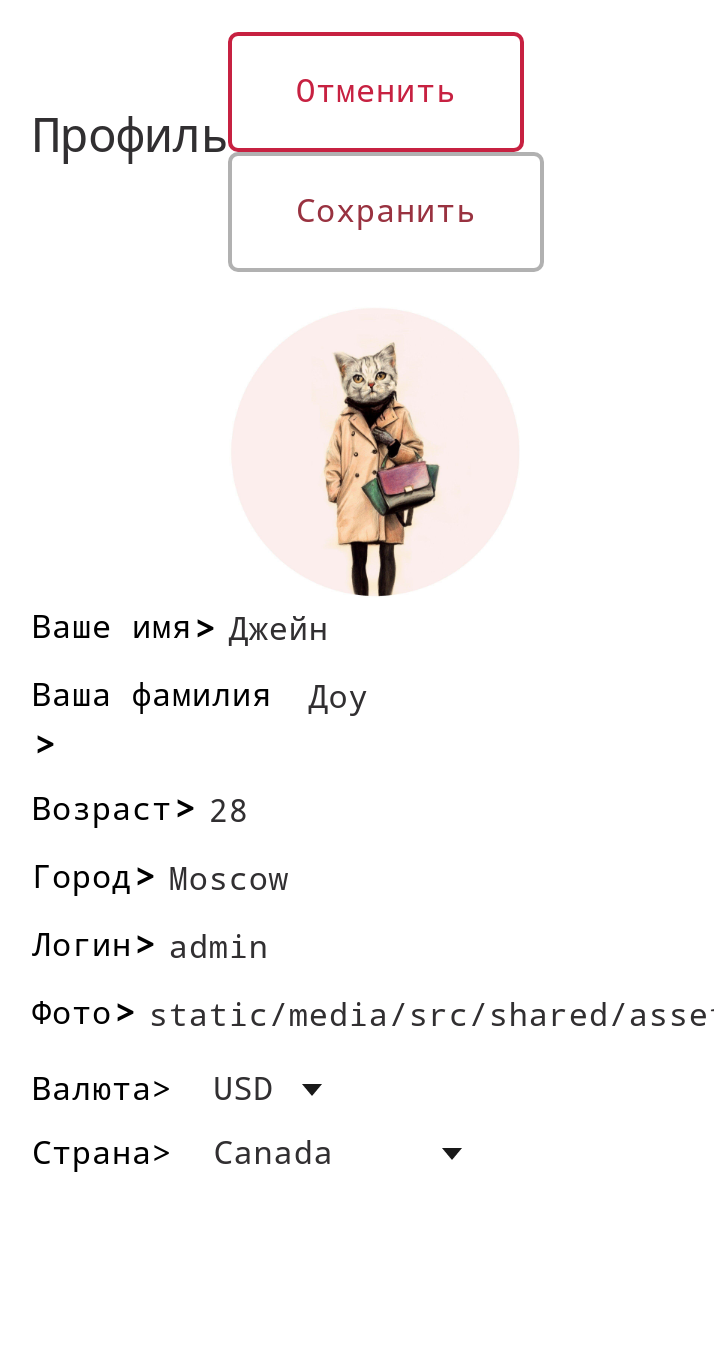 Отменить
Профиль
Сохранить
Ваше имя> Джейн
Ваша фамилия Доу
>
Возраст> 28
Город> Moscow
Логин> admin
Фото> static/media/src/shared/asse
Валюта> USD
Страна> Canada